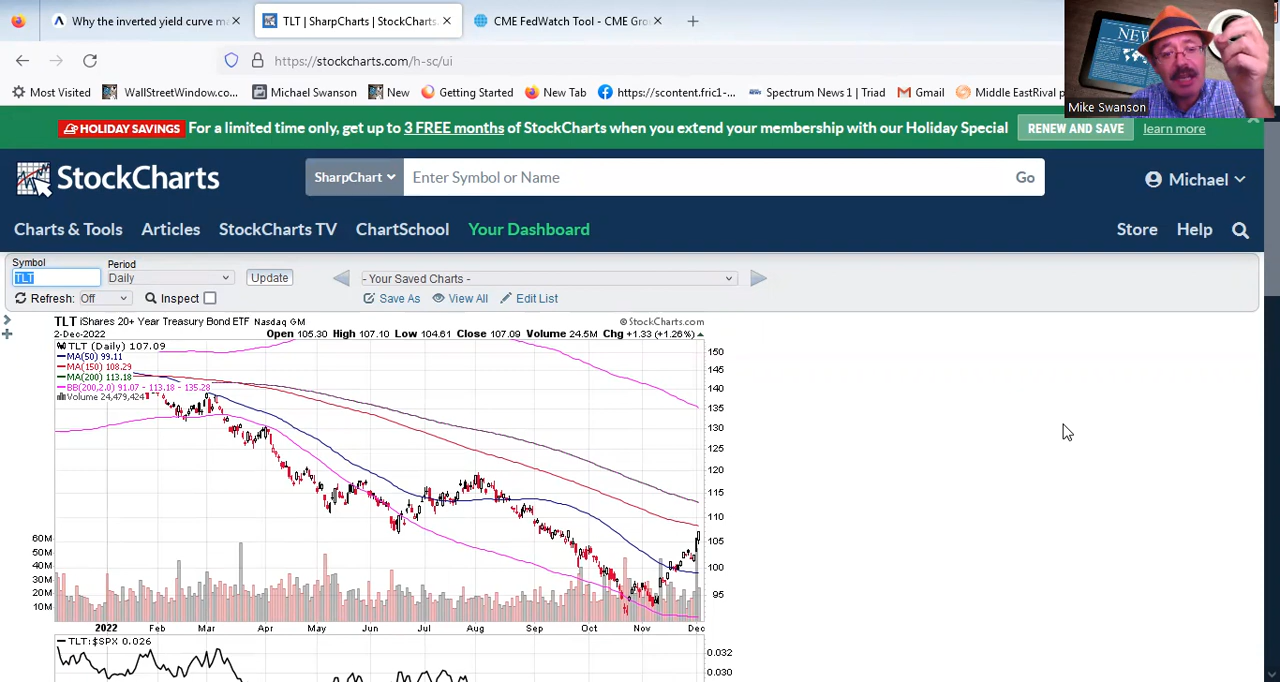 Why the inverted yield curve ma
TLT | SharpCharts | StockCharts.
CME FedWatch Tool - CME Gro
https://stockcharts.com/h-sc/ui
Most Visited
WallStreetWindow.co...
Michael Swanson
New
Getting Started
New Tab
https://scontent.fric1-...
Spectrum News 1 | Triad
Gmail
Middle EastRival pe
NEW
Mike Swanson
HOLIDAY SAVINGS For a limited time only, get up to 3 FREE months of StockCharts when you extend your membership with our Holiday Special RENEW AND SAVE learn more
StockCharts
SharpChart
Enter Symbol or Name
Go
Michael
Charts & Tools
Articles
StockCharts TV
ChartSchool
Your Dashboard
Store
Help
Symbol
Period
TLT
Daily
Update
- Your Saved Charts -
Refresh: Off
Inspect
Save As
View All
Edit List
TLT iShares 20+ Year Treasury Bond ETF Nasdaq GM
© StockCharts.com
2-Dec-2022
Open 105.30 High 107.10 Low 104.61 Close 107.09 Volume 24.5M Chg +1.33 (+1.26%)
TLT (Daily) 107.09
MA(50) 99.11
MA(150) 108.29
MA(200) 113.18
BB(200,2.0) 91.07 - 113.18 - 135.28
Volume 24,479,424
150
145
140
135
130
125
120
115
110
105
100
95
60M
50M
40M
30M
20M
10M
2022 Feb Mar Apr May Jun Jul Aug Sep Oct Nov Dec
TLT:$SPX 0.026
0.032
0.030